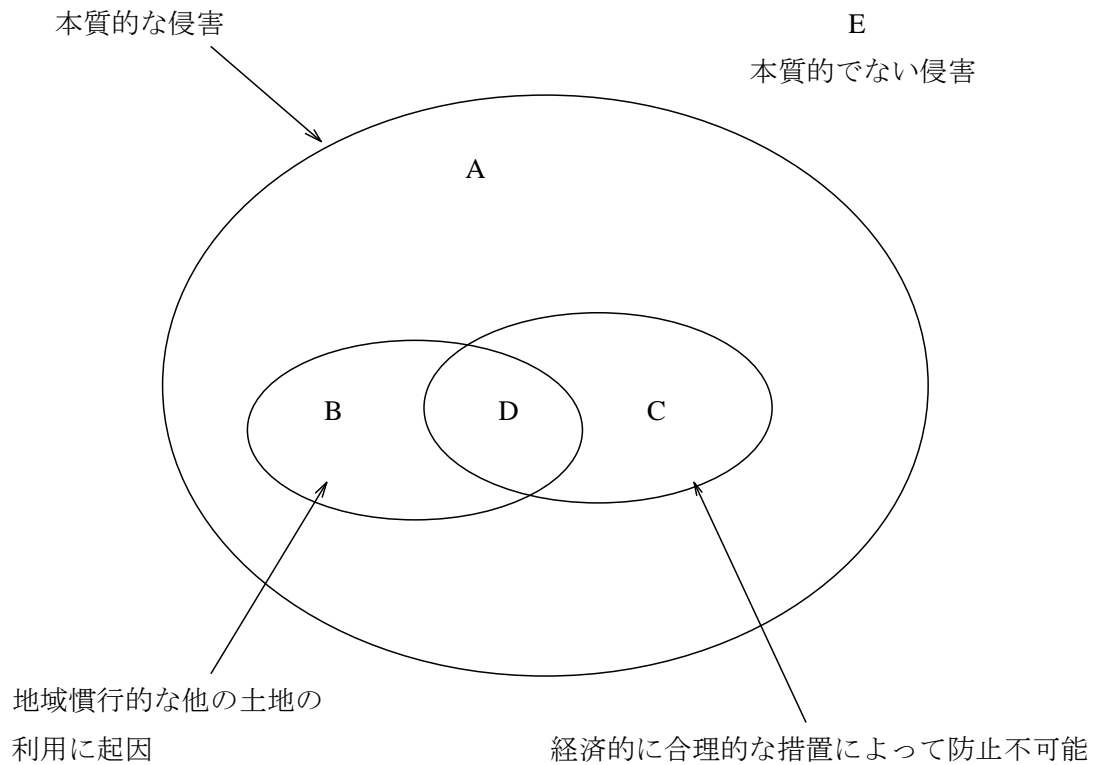 本質的な侵害
E
本質的でない侵害
A
B
D
C
地域慣行的な他の土地の
利用に起因
経済的に合理的な措置によって防止不可能